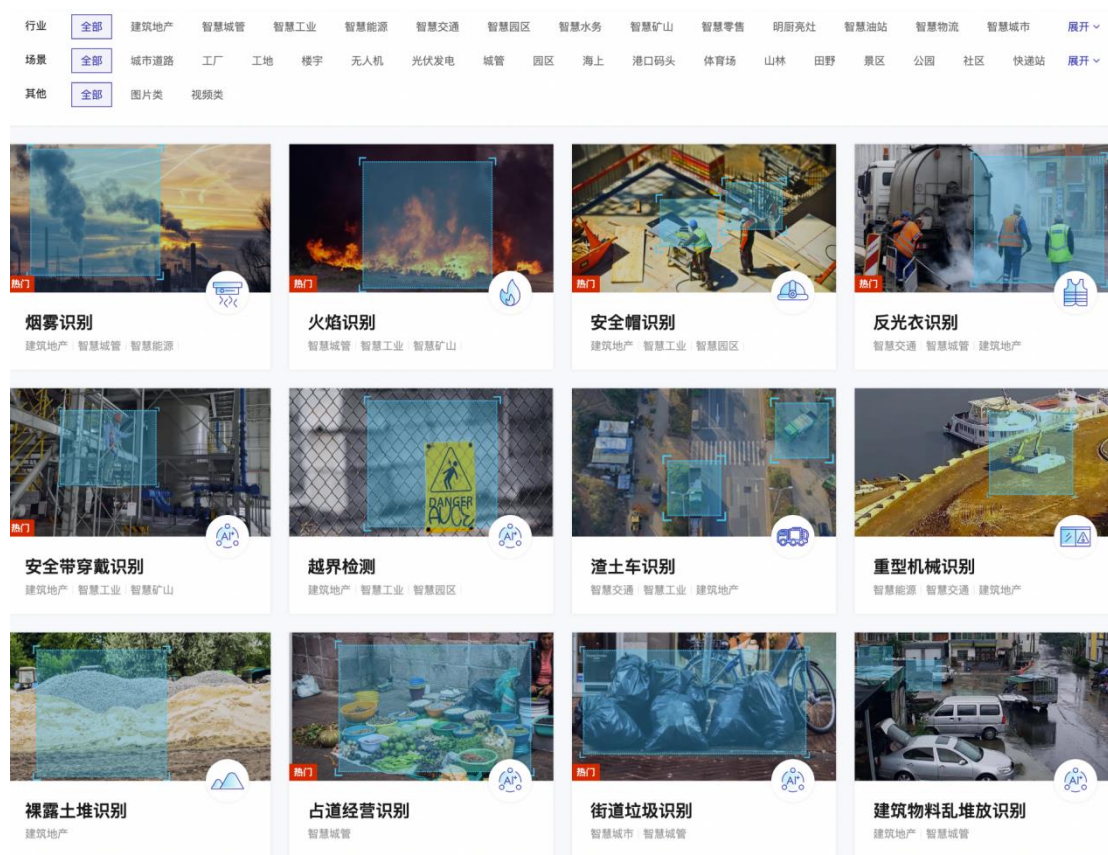 行业 全部 建筑地产 智慧城管 智慧工业 智慧能源 智慧交通 智慧园区 智慧水务 智慧矿山 智慧零售 明厨亮灶 智慧油站 智慧物流 智慧城市 展开
场景 全部 城市道路 工厂 工地 楼宇 无人机 光伏发电 城管 园区 海上 港口码头 体育场 山林 田野 景区 公园 社区 快递站 展开
其他 全部 图片类 视频类
热门 热门 热门 热门
烟雾识别 火焰识别 安全帽识别 反光衣识别
建筑地产 智慧城管 智慧能源 智慧城管 智慧工业 智慧矿山 建筑地产 智慧工业 智慧园区 智慧交通 智慧城管 建筑地产
DANGER
热门 AI+ AI+
安全带穿戴识别 越界检测 渣土车识别 重型机械识别
建筑地产 智慧工业 智慧矿山 建筑地产 智慧工业 智慧园区 智慧交通 智慧工业 建筑地产 智慧能源 智慧交通 建筑地产
热门 AI+ 热门 AI+ AI+
裸露土堆识别 占道经营识别 街道垃圾识别 建筑物料乱堆放识别
建筑地产 智慧城管 智慧城市 智慧城管 建筑地产 智慧城管